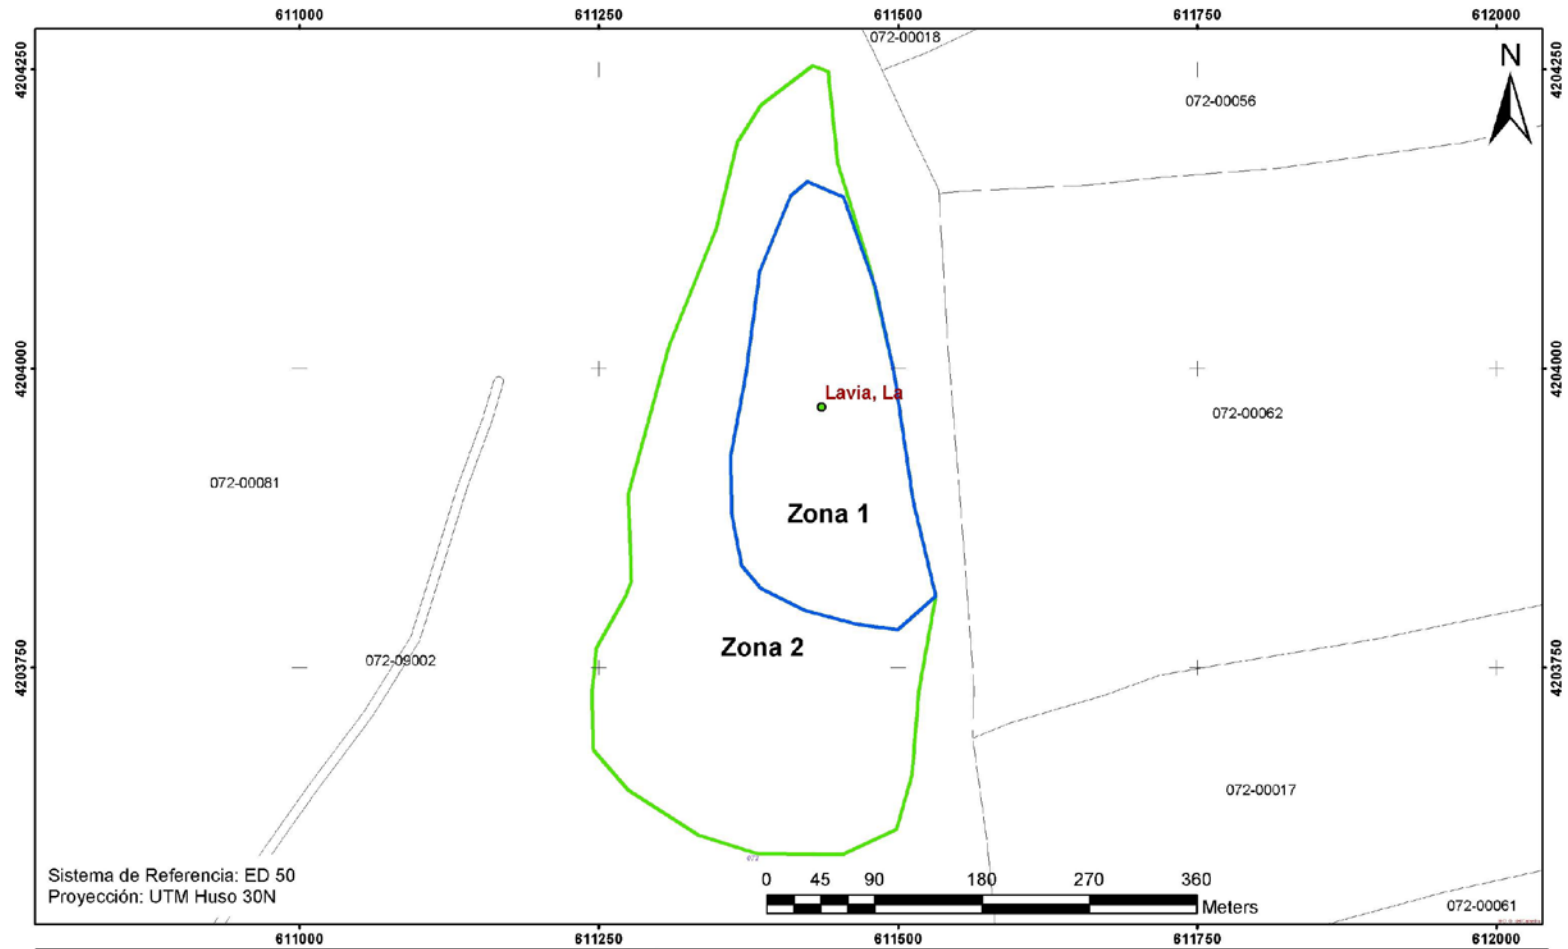 611000 611250 611500 611750 612000
4204250 4204250
072-00018
N
072-00056
4204000 4204000
Lavia, La
072-00062
072-00081
Zona 1
Zona 2
072-09002
4203750 4203750
072-00017
072
Sistema de Referencia: ED 50
Proyección: UTM Huso 30N
0 45 90 180 270 360
Meters
072-00061
611000 611250 611500 611750 612000